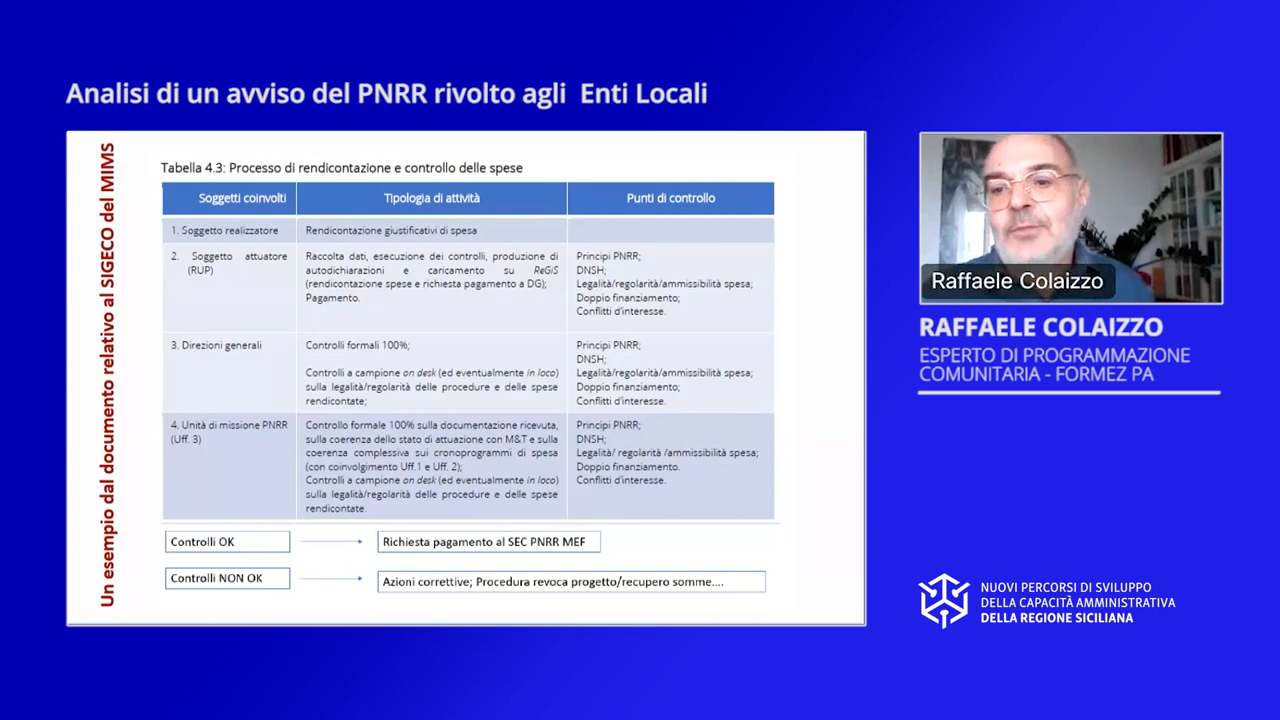 Analisi di un avviso del PNRR rivolto agli Enti Locali
Un esempio dal documento relativo al SIGECO del MIMS
Tabella 4.3: Processo di rendicontazione e controllo delle spese
Soggetti coinvolti
Tipologia di attività
Punti di controllo
1. Soggetto realizzatore
Rendicontazione giustificativi di spesa
2. Soggetto attuatore
(RUP)
Raccolta dati, esecuzione dei controlli, produzione di
autodichiarazioni e caricamento su ReGiS
(rendicontazione spese e richiesta pagamento a DG);
Pagamento.
Principi PNRR;
DNSH;
Legalità/regolarità/ammissibilità spesa;
Doppio finanziamento;
Conflitti d'interesse.
3. Direzioni generali
Controlli formali 100%;
Controlli a campione on desk (ed eventualmente in loco)
sulla legalità/regolarità delle procedure e delle spese
rendicontate;
Principi PNRR;
DNSH;
Legalità/regolarità/ammissibilità spesa;
Doppio finanziamento;
Conflitti d'interesse.
4. Unità di missione PNRR
(Uff. 3)
Controllo formale 100% sulla documentazione ricevuta,
sulla coerenza dello stato di attuazione con M&T e sulla
coerenza complessiva sui cronoprogrammi di spesa
(con coinvolgimento Uff.1 e Uff. 2);
Controlli a campione on desk (ed eventualmente in loco)
sulla legalità/regolarità delle procedure e delle spese
rendicontate.
Principi PNRR;
DNSH;
Legalità/ regolarità /ammissibilità spesa;
Doppio finanziamento.
Conflitti d'interesse.
Controlli OK
Richiesta pagamento al SEC PNRR MEF
Controlli NON OK
Azioni correttive; Procedura revoca progetto/recupero somme....
Raffaele Colaizzo
RAFFAELE COLAIZZO
ESPERTO DI PROGRAMMAZIONE
COMUNITARIA - FORMEZ PA
NUOVI PERCORSI DI SVILUPPO
DELLA CAPACITÀ AMMINISTRATIVA
DELLA REGIONE SICILIANA